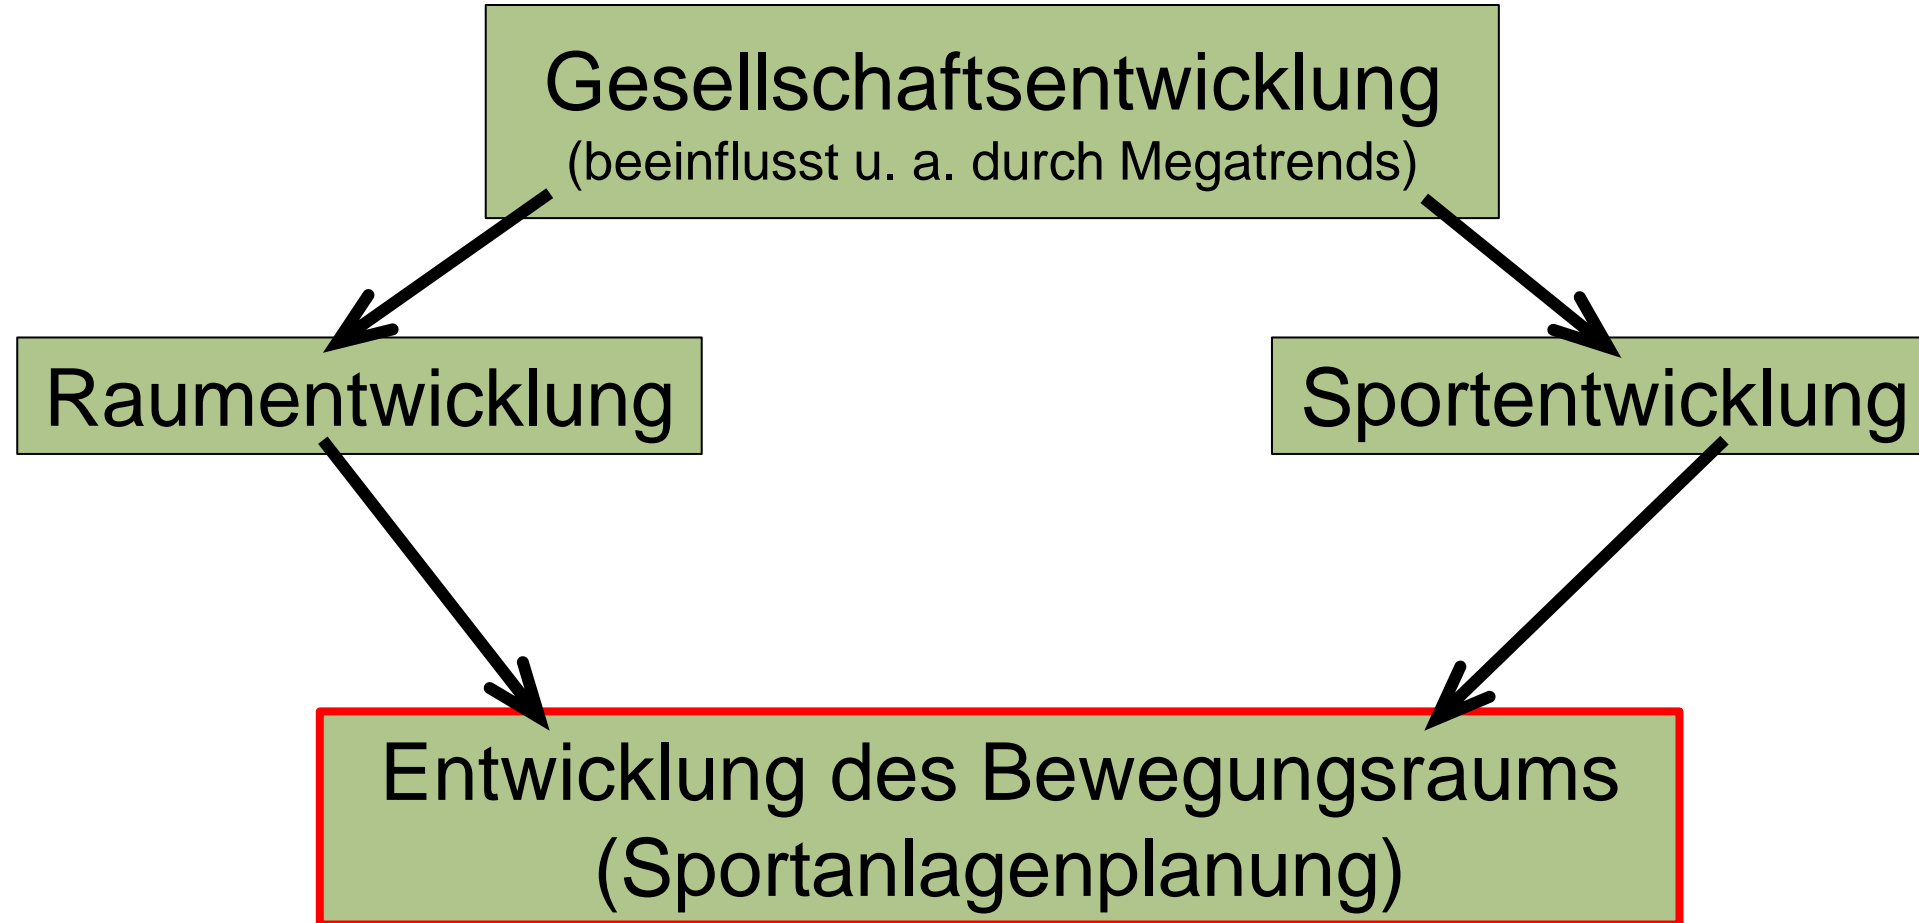 Gesellschaftsentwicklung
(beeinflusst u. a. durch Megatrends)
Raumentwicklung
Sportentwicklung
Entwicklung des Bewegungsraums
(Sportanlagenplanung)